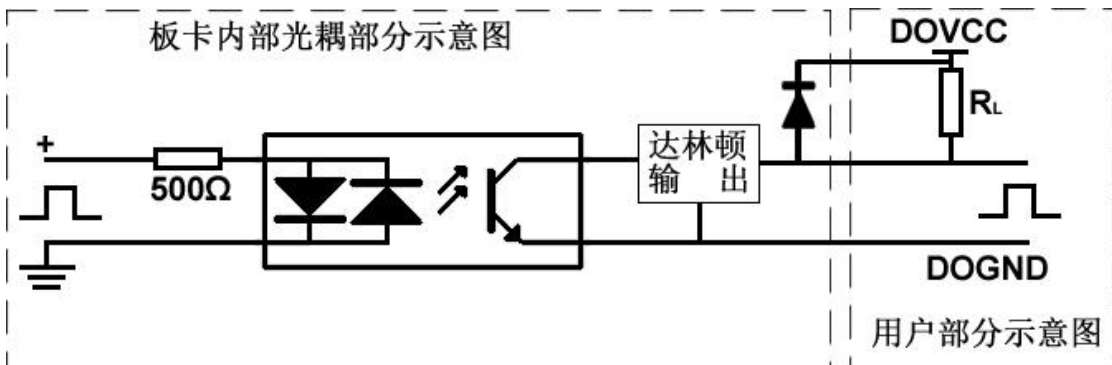 板卡内部光耦部分示意图
DOVCC
+
RL
达林顿
输 出
500Ω
DOGND
用户部分示意图